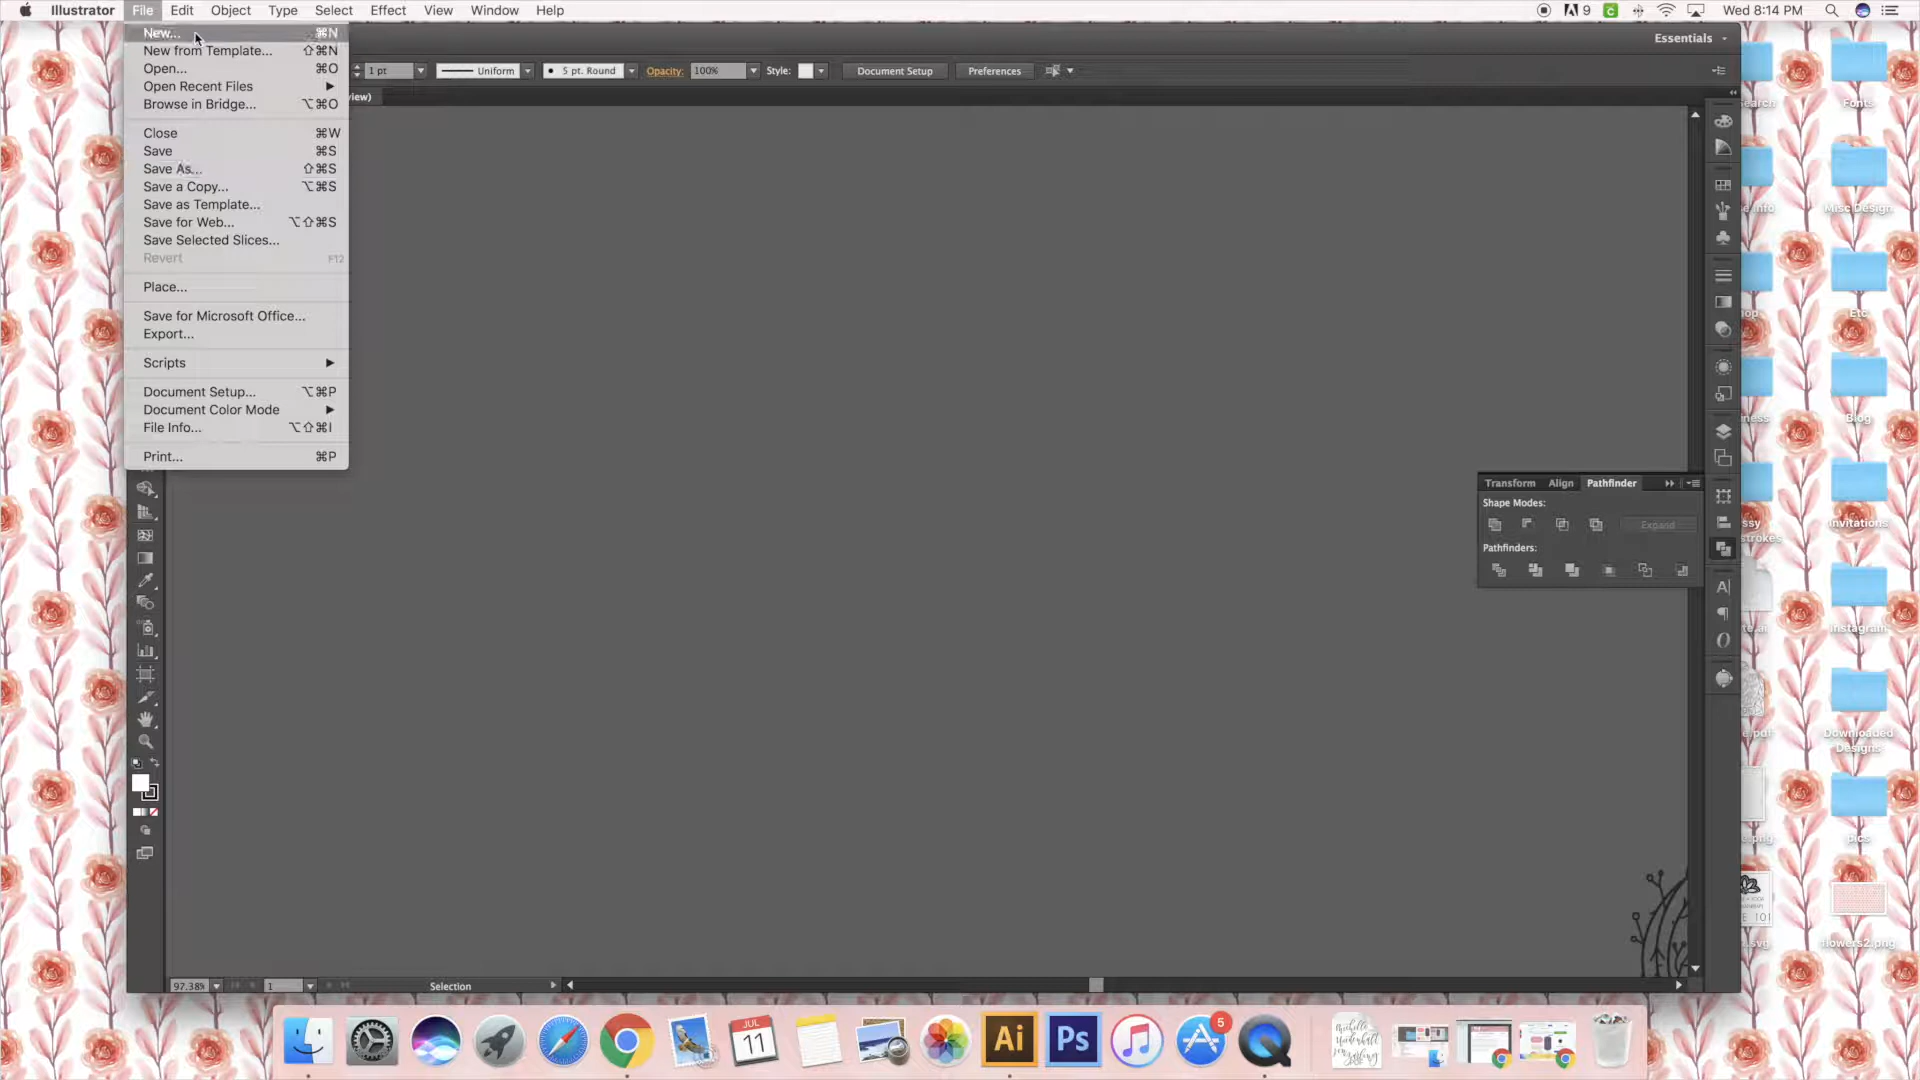 Illustrator File Edit Object Type Select Effect View Window Help
9 Wed 8:14 PM
New... ⌘N
New from Template... ⇧⌘N
Open... ⌘O
Open Recent Files
Browse in Bridge... ⌥⌘O
Close ⌘W
Save ⌘S
Save As... ⇧⌘S
Save a Copy... ⌥⌘S
Save as Template...
Save for Web... ⌥⇧⌘S
Save Selected Slices...
Revert F12
Place...
Save for Microsoft Office...
Export...
Scripts
Document Setup... ⌥⌘P
Document Color Mode
File Info... ⌥⇧⌘I
Print... ⌘P
Essentials
1 pt Uniform 5 pt. Round Opacity: 100% Style: Document Setup Preferences
iew)
Transform Align Pathfinder
Shape Modes:
Expand
Pathfinders:
97.38% 1 Selection
Fonts
Misc Design
Etc
Blog
Invitations
Instagram
Downloaded
Designs
pics
flowers2.png
JUL
11
Ai
Ps
5